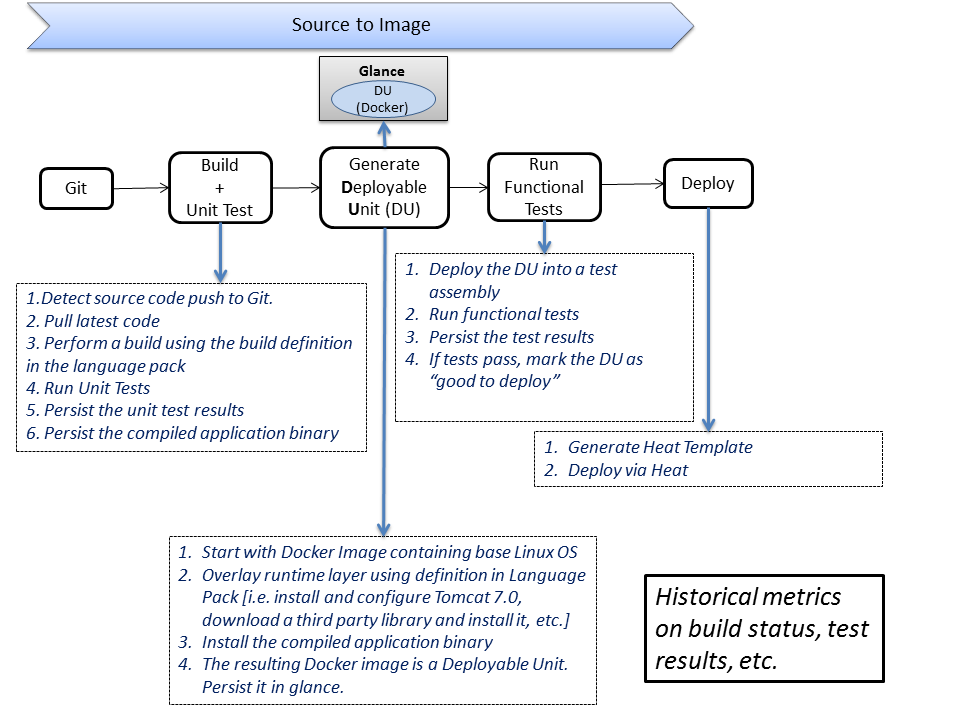 Source to Image
Glance
DU
(Docker)
Git
Build
+
Unit Test
Generate
Deployable
Unit (DU)
Run
Functional
Tests
Deploy
1.Detect source code push to Git.
2. Pull latest code
3. Perform a build using the build definition
in the language pack
4. Run Unit Tests
5. Persist the unit test results
6. Persist the compiled application binary
1. Deploy the DU into a test
assembly
2. Run functional tests
3. Persist the test results
4. If tests pass, mark the DU as
“good to deploy”
1. Generate Heat Template
2. Deploy via Heat
1. Start with Docker Image containing base Linux OS
2. Overlay runtime layer using definition in Language
Pack [i.e. install and configure Tomcat 7.0,
download a third party library and install it, etc.]
3. Install the compiled application binary
4. The resulting Docker image is a Deployable Unit.
Persist it in glance.
Historical metrics
on build status, test
results, etc.